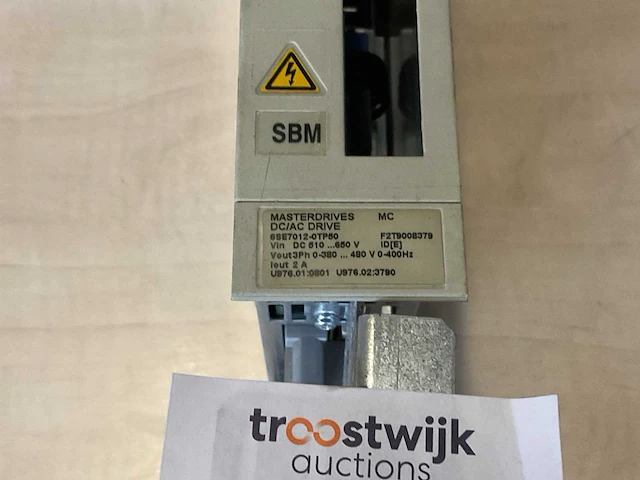 SBM
MASTERDRIVES MC
DC/AC DRIVE
6SE7012-0TP50 F2T9008379
Vin DC 510 ...650 V ID[E]
Vout3Ph 0-380 ... 480 V 0-400Hz
Iout 2 A
U976.01:0801 U976.02:3790
troostwijk
auctions